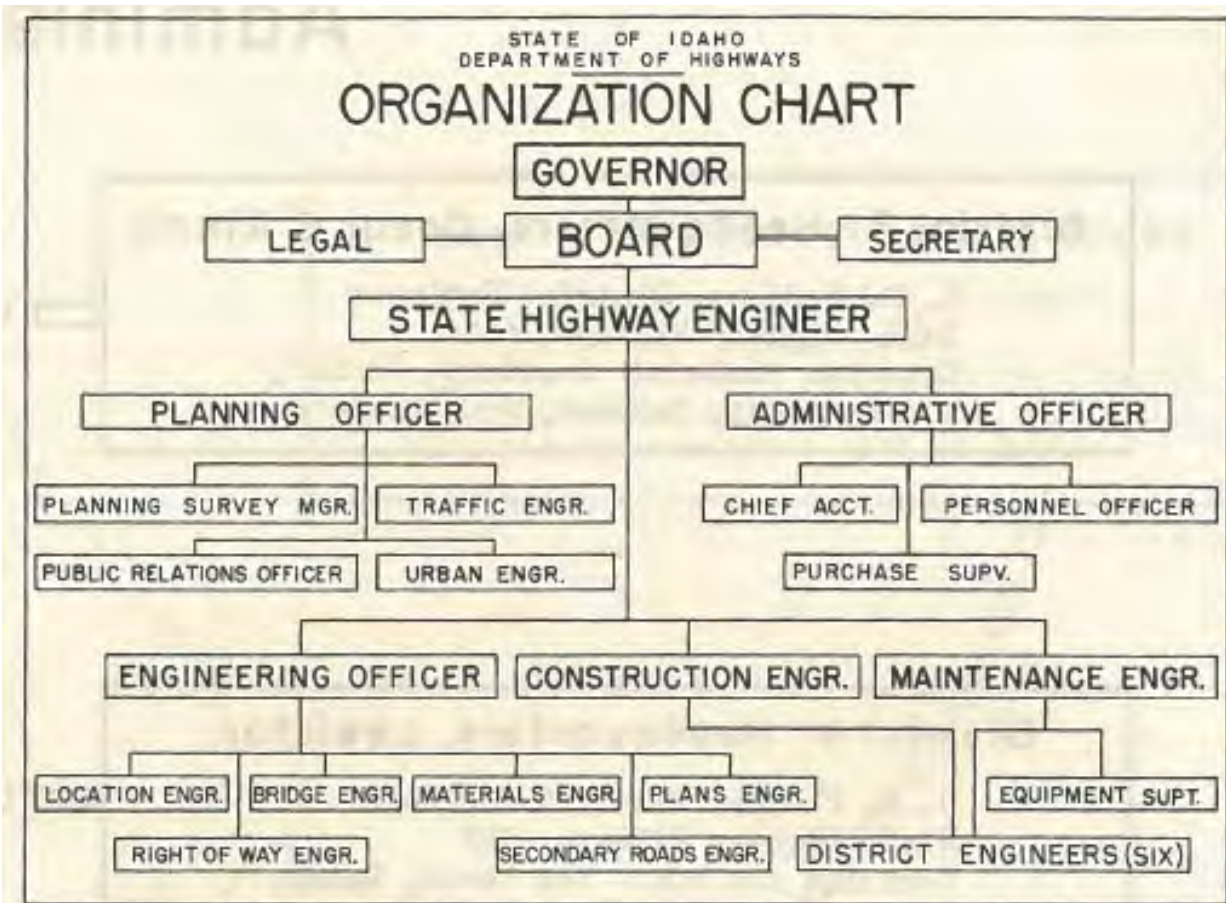 STATE OF IDAHO
DEPARTMENT OF HIGHWAYS
ORGANIZATION CHART
GOVERNOR
LEGAL
BOARD
SECRETARY
STATE HIGHWAY ENGINEER
PLANNING OFFICER
ADMINISTRATIVE OFFICER
PLANNING SURVEY MGR.
TRAFFIC ENGR.
CHIEF ACCT.
PERSONNEL OFFICER
PUBLIC RELATIONS OFFICER
URBAN ENGR.
PURCHASE SUPV.
ENGINEERING OFFICER
CONSTRUCTION ENGR.
MAINTENANCE ENGR.
LOCATION ENGR.
BRIDGE ENGR.
MATERIALS ENGR.
PLANS ENGR.
EQUIPMENT SUPT.
RIGHT OF WAY ENGR.
SECONDARY ROADS ENGR.
DISTRICT ENGINEERS (SIX)